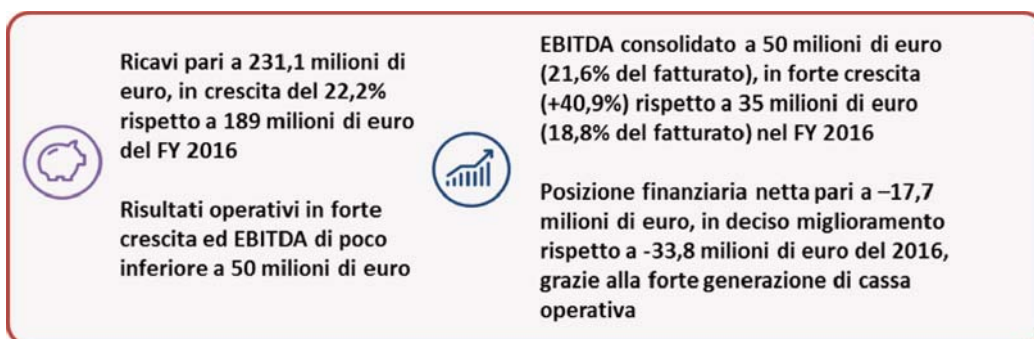 Ricavi pari a 231,1 milioni di
euro, in crescita del 22,2%
rispetto a 189 milioni di euro
del FY 2016
Risultati operativi in forte
crescita ed EBITDA di poco
inferiore a 50 milioni di euro
EBITDA consolidato a 50 milioni di euro
(21,6% del fatturato), in forte crescita
(+40,9%) rispetto a 35 milioni di euro
(18,8% del fatturato) nel FY 2016
Posizione finanziaria netta pari a –17,7
milioni di euro, in deciso miglioramento
rispetto a -33,8 milioni di euro del 2016,
grazie alla forte generazione di cassa
operativa